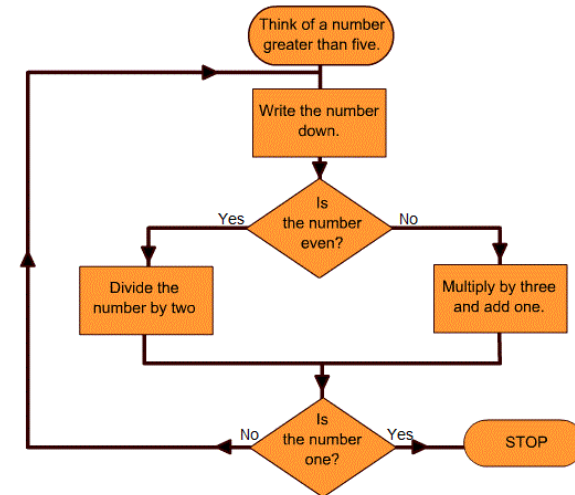 Think of a number
greater than five.
Write the number
down.
Is
the number
even?
Yes
No
Divide the
number by two
Multiply by three
and add one.
Is
the number
one?
No
Yes
STOP